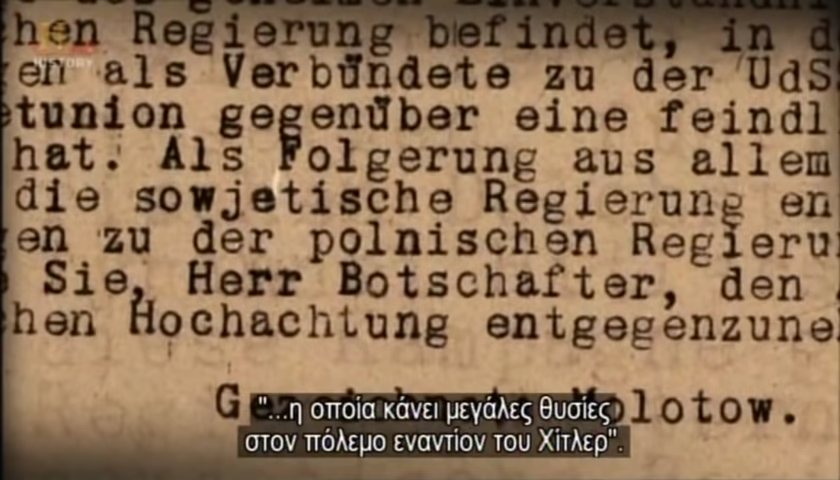 HISTORY
hen Regierung befindet, in d
en als Verbündete zu der UdS
tunion gegenüber eine feindl
hat. Als Folgerung aus allem
die sowjetische Regierung en
en zu der polnischen Regieru
Sie, Herr Botschafter, den
hen Hochachtung entgegenzune
Molotow.
"...η οποία κάνει μεγάλες θυσίες
στον πόλεμο εναντίον του Χίτλερ".